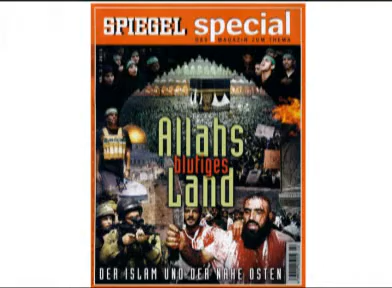 SPIEGEL special
DAS MAGAZIN ZUM THEMA
Allahs
blutiges
Land
DER ISLAM UND DER NAHE OSTEN